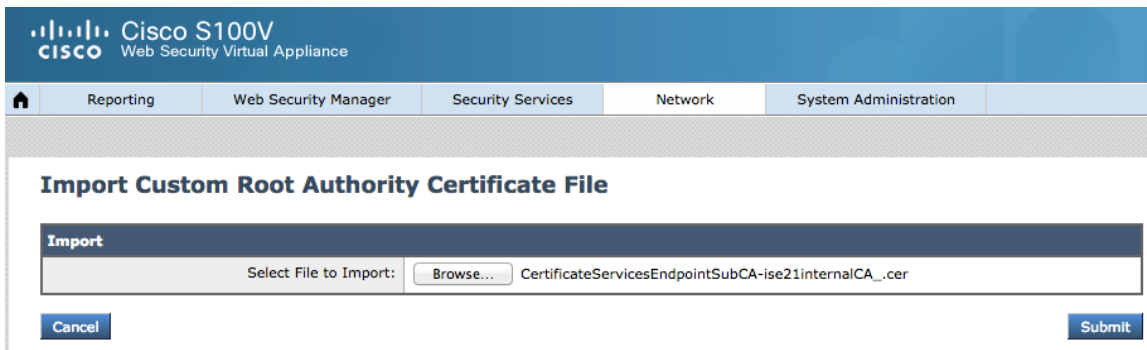 Cisco S100V
CISCO Web Security Virtual Appliance
Reporting Web Security Manager Security Services Network System Administration
Import Custom Root Authority Certificate File
Import
Select File to Import: Browse... CertificateServicesEndpointSubCA-ise21internalCA_.cer
Cancel Submit